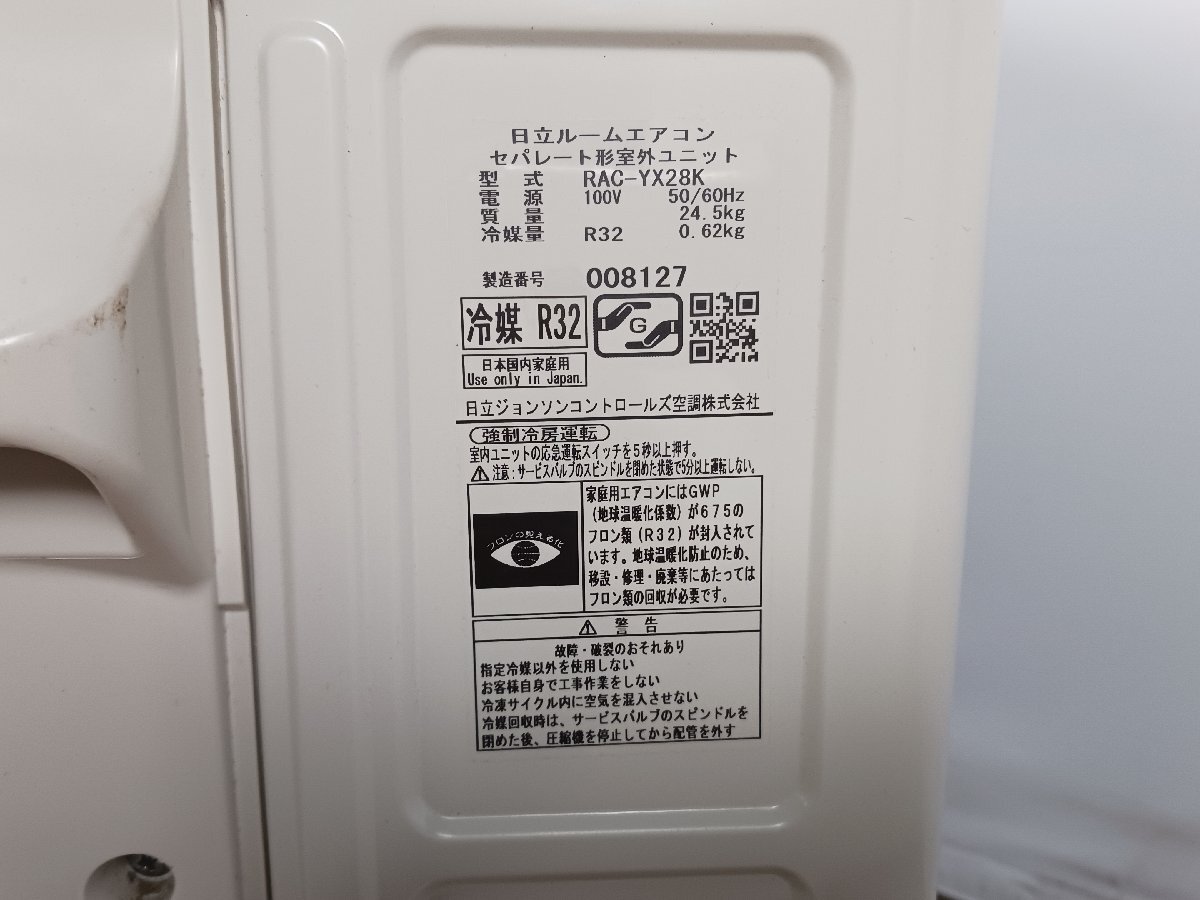 日立ルームエアコン
セパレート形室外ユニット
型 式 RAC-YX28K
電 源 100V 50/60Hz
質 量 24.5kg
冷媒量 R32 0.62kg
製造番号 008127
冷媒 R32
G
日本国内家庭用
Use only in Japan.
日立ジョンソンコントロールズ空調株式会社
強制冷房運転
室内ユニットの応急運転スイッチを5秒以上押す。
注意:サービスバルブのスピンドルを閉めた状態で5分以上運転しない。
フロンの見える化
家庭用エアコンにはGWP
(地球温暖化係数)が675の
フロン類(R32)が封入されて
います。地球温暖化防止のため、
移設・修理・廃棄等にあたっては
フロン類の回収が必要です。
警 告
故障・破裂のおそれあり
指定冷媒以外を使用しない
お客様自身で工事作業をしない
冷凍サイクル内に空気を混入させない
冷媒回収時は、サービスバルブのスピンドルを
閉めた後、圧縮機を停止してから配管を外す